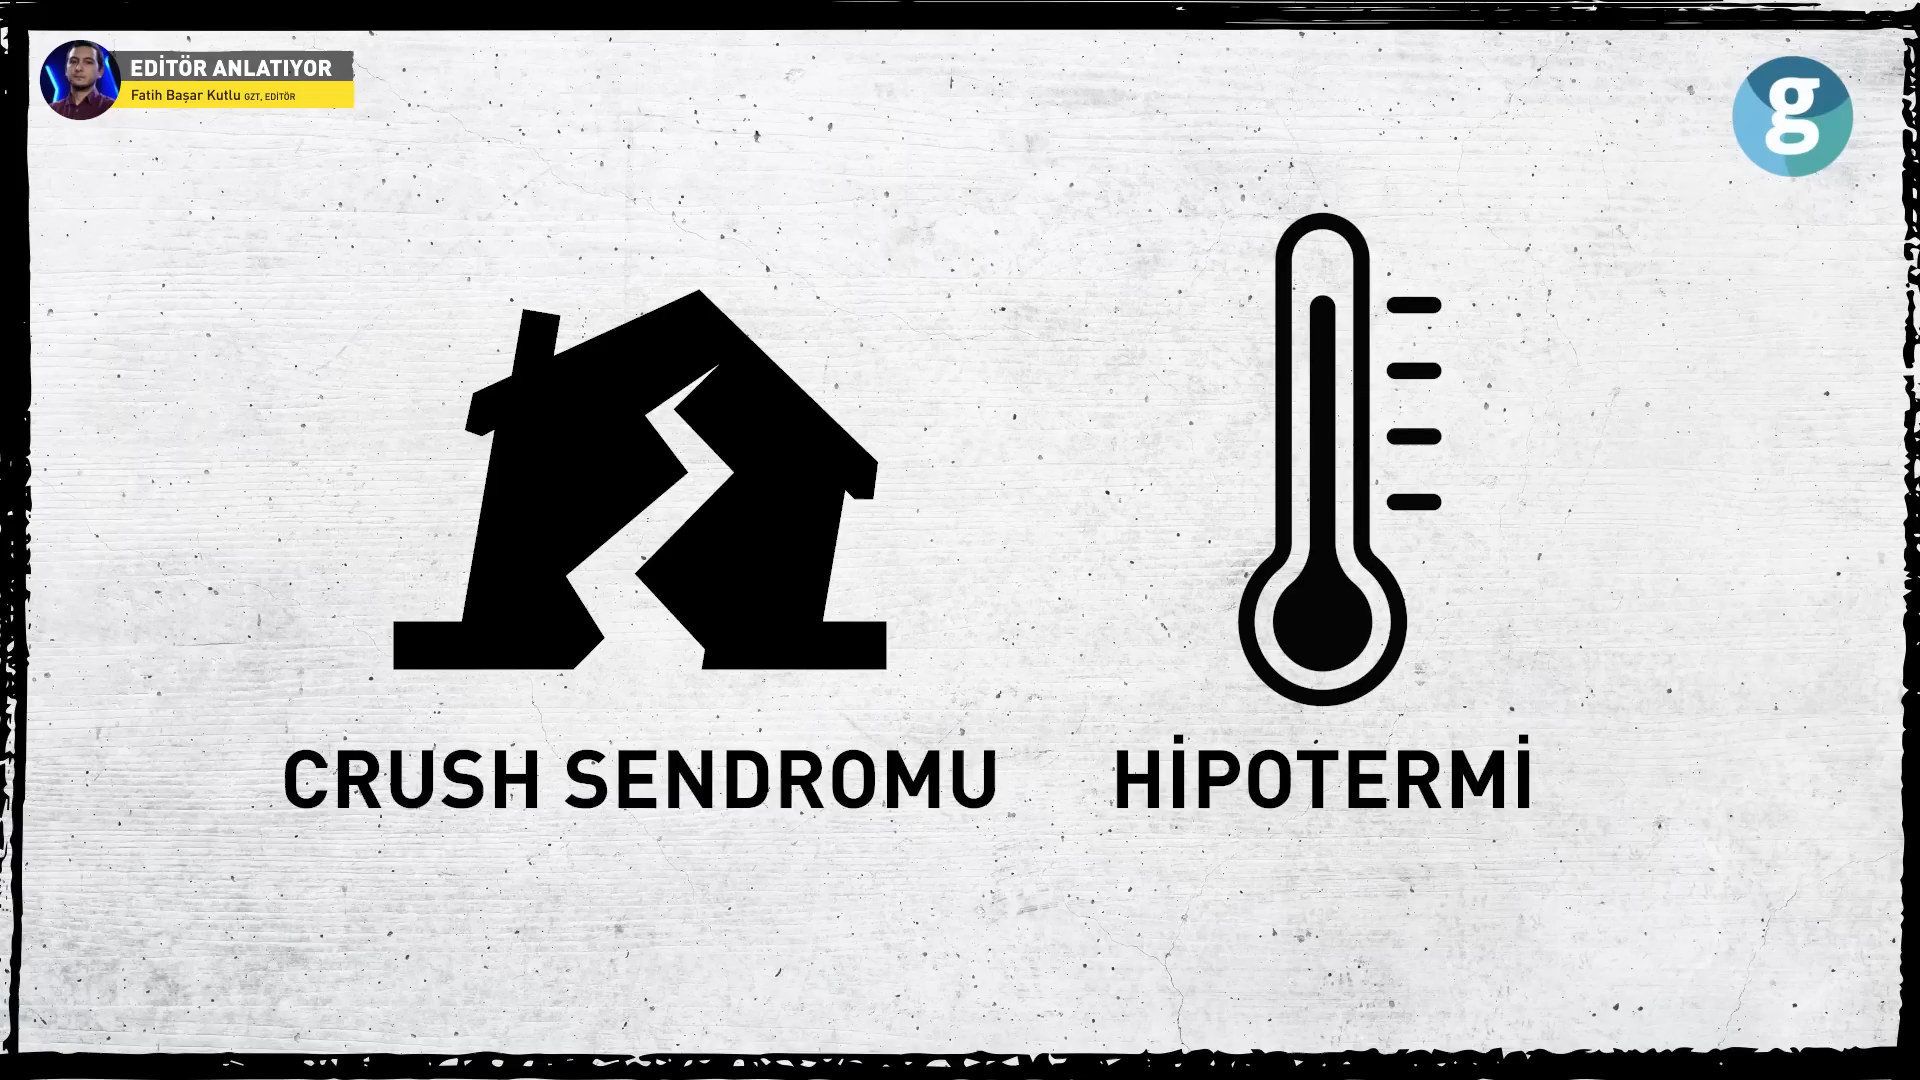 EDİTÖR ANLATIYOR
Fatih Başar Kutlu GZT, EDİTÖR
g
CRUSH SENDROMU
HİPOTERMİ